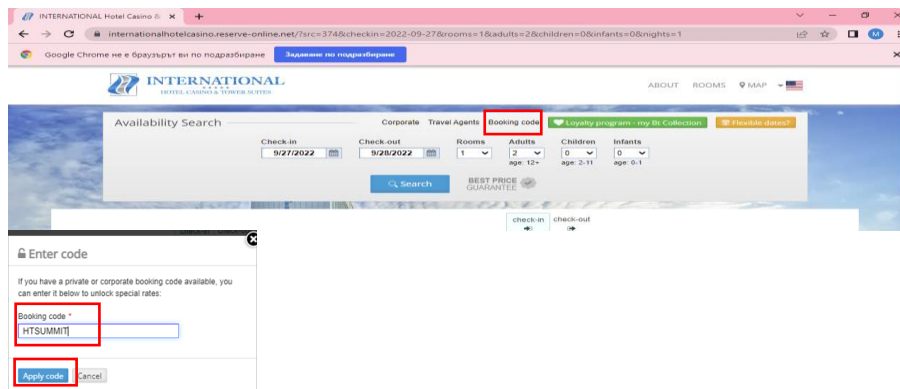 INTERNATIONAL Hotel Casino &
internationalhotelcasino.reserve-online.net/?src=374&checkin=2022-09-27&rooms=1&adults=2&children=0&infants=0&nights=1
M
Google Chrome не е браузърът ви по подразбиране Задаване по подразбиране
INTERNATIONAL
HOTEL CASINO & TOWER SUITES
ABOUT ROOMS MAP
Availability Search Corporate Travel Agents Booking code Loyalty program - my Bt Collection Flexible dates?
Check-in Check-out Rooms Adults Children Infants
9/27/2022 9/28/2022 1 2 0 0
age: 12+ age: 2-11 age: 0-1
Search BEST PRICE
GUARANTEE
check-in check-out
Enter code
If you have a private or corporate booking code available, you
can enter it below to unlock special rates:
Booking code *
HTSUMMIT
Apply code Cancel